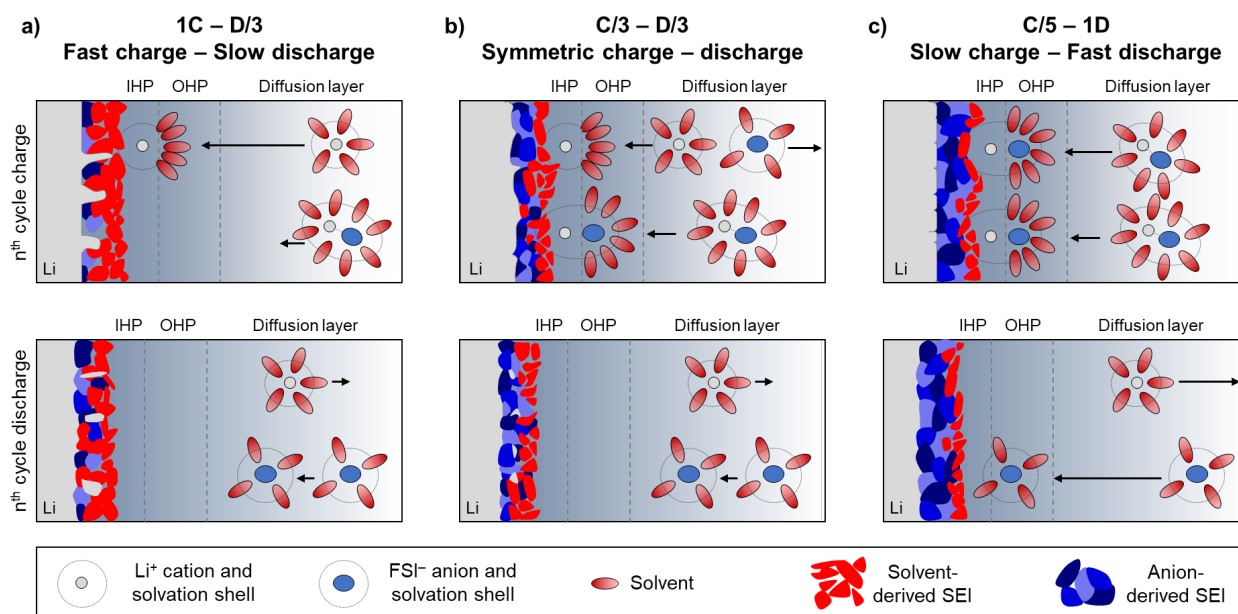 a)
1C – D/3
Fast charge – Slow discharge
b)
C/3 – D/3
Symmetric charge – discharge
c)
C/5 – 1D
Slow charge – Fast discharge
nth cycle charge
IHP OHP Diffusion layer
Li
IHP OHP Diffusion layer
Li
IHP OHP Diffusion layer
Li
nth cycle discharge
IHP OHP Diffusion layer
Li
IHP OHP Diffusion layer
Li
IHP OHP Diffusion layer
Li
Li+ cation and
solvation shell
FSI– anion and
solvation shell
Solvent
Solvent-
derived SEI
Anion-
derived SEI